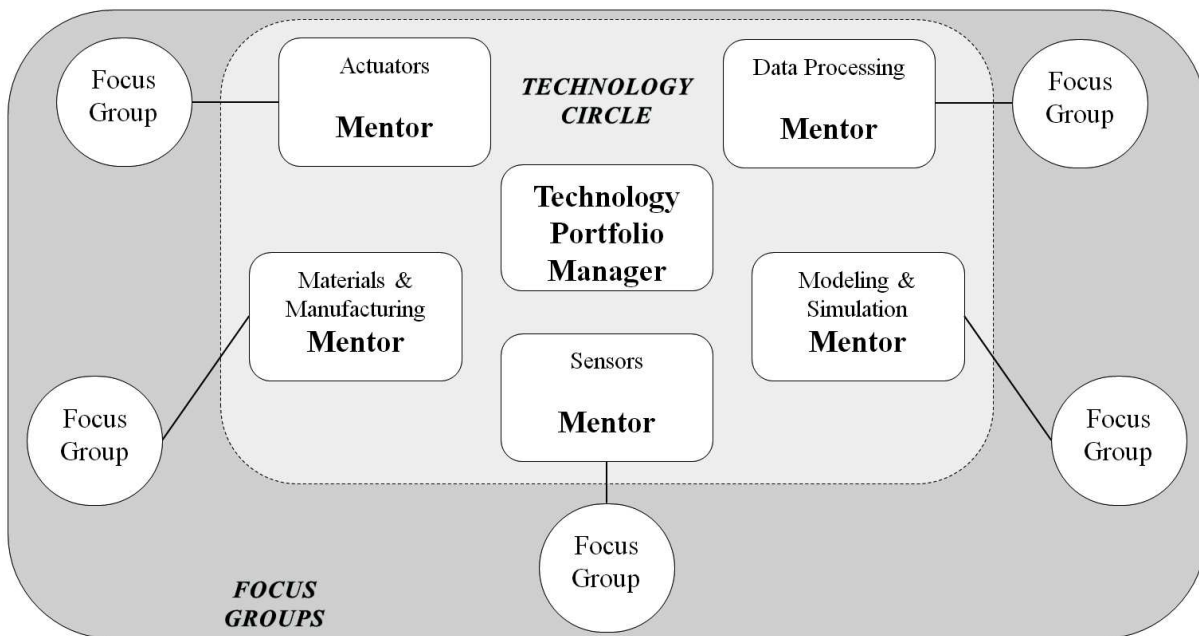 Focus
Group
Actuators
Mentor
TECHNOLOGY
CIRCLE
Data Processing
Mentor
Focus
Group
Technology
Portfolio
Manager
Materials &
Manufacturing
Mentor
Modeling &
Simulation
Mentor
Sensors
Mentor
Focus
Group
Focus
Group
Focus
Group
FOCUS
GROUPS